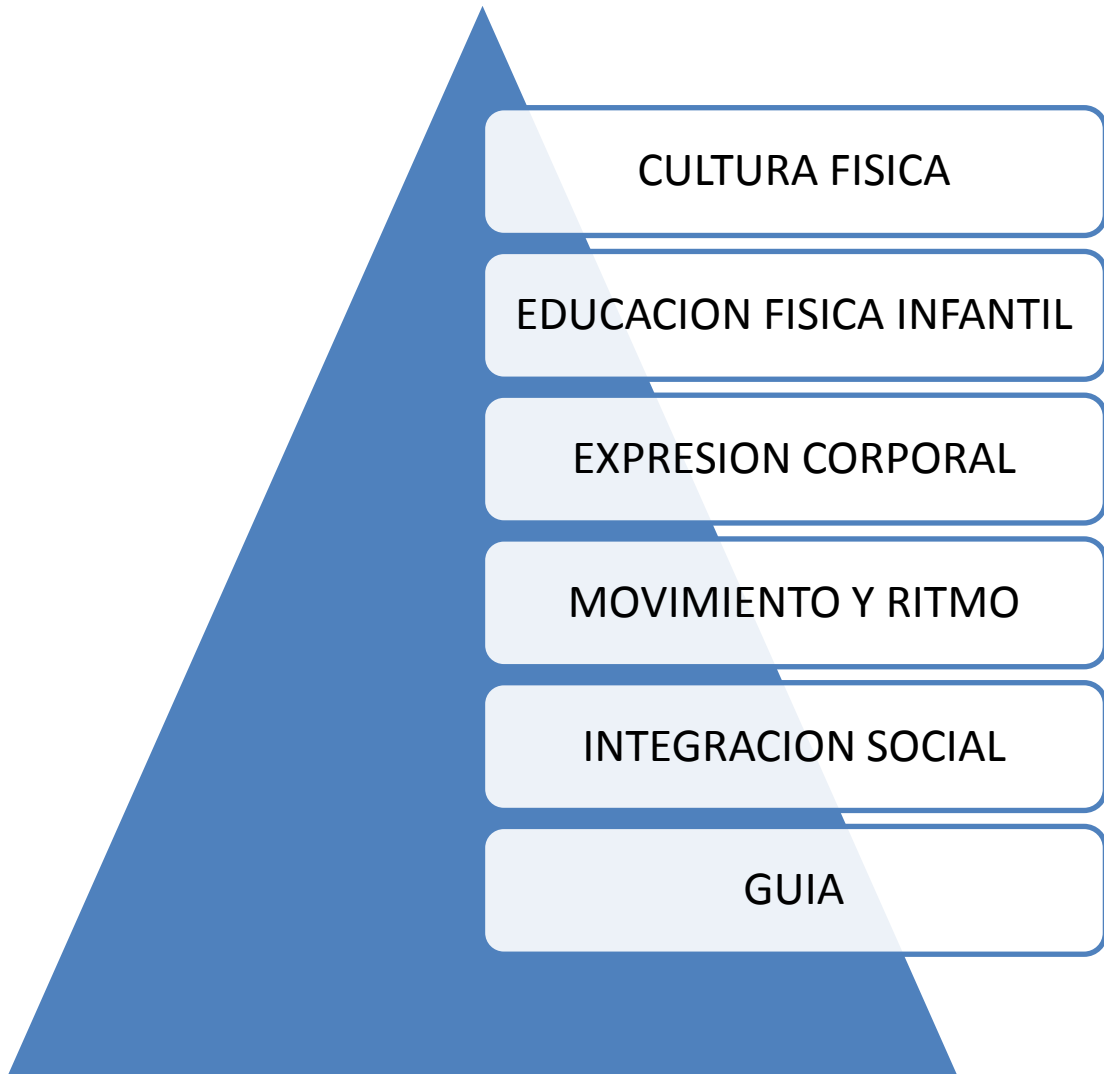 CULTURA FISICA
EDUCACION FISICA INFANTIL
EXPRESION CORPORAL
MOVIMIENTO Y RITMO
INTEGRACION SOCIAL
GUIA